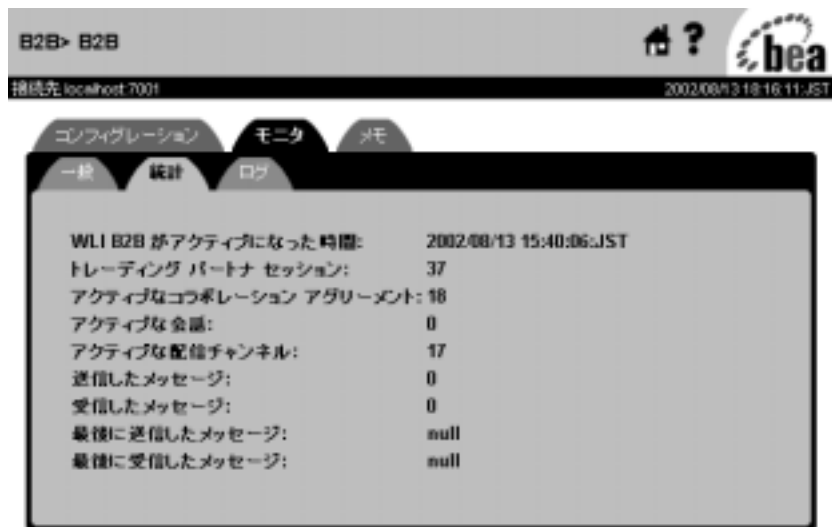 B2B> B2B
?
bea
接続先 localhost:7001
2002/08/13 18:16:11:JST
コンフィグレーション モニタ メモ
一般 統計 ログ
WLI B2B がアクティブになった時間: 2002/08/13 15:40:06:JST
トレーディング パートナ セッション: 37
アクティブなコラボレーション アグリーメント: 18
アクティブな会話: 0
アクティブな配信チャンネル: 17
送信したメッセージ: 0
受信したメッセージ: 0
最後に送信したメッセージ: null
最後に受信したメッセージ: null